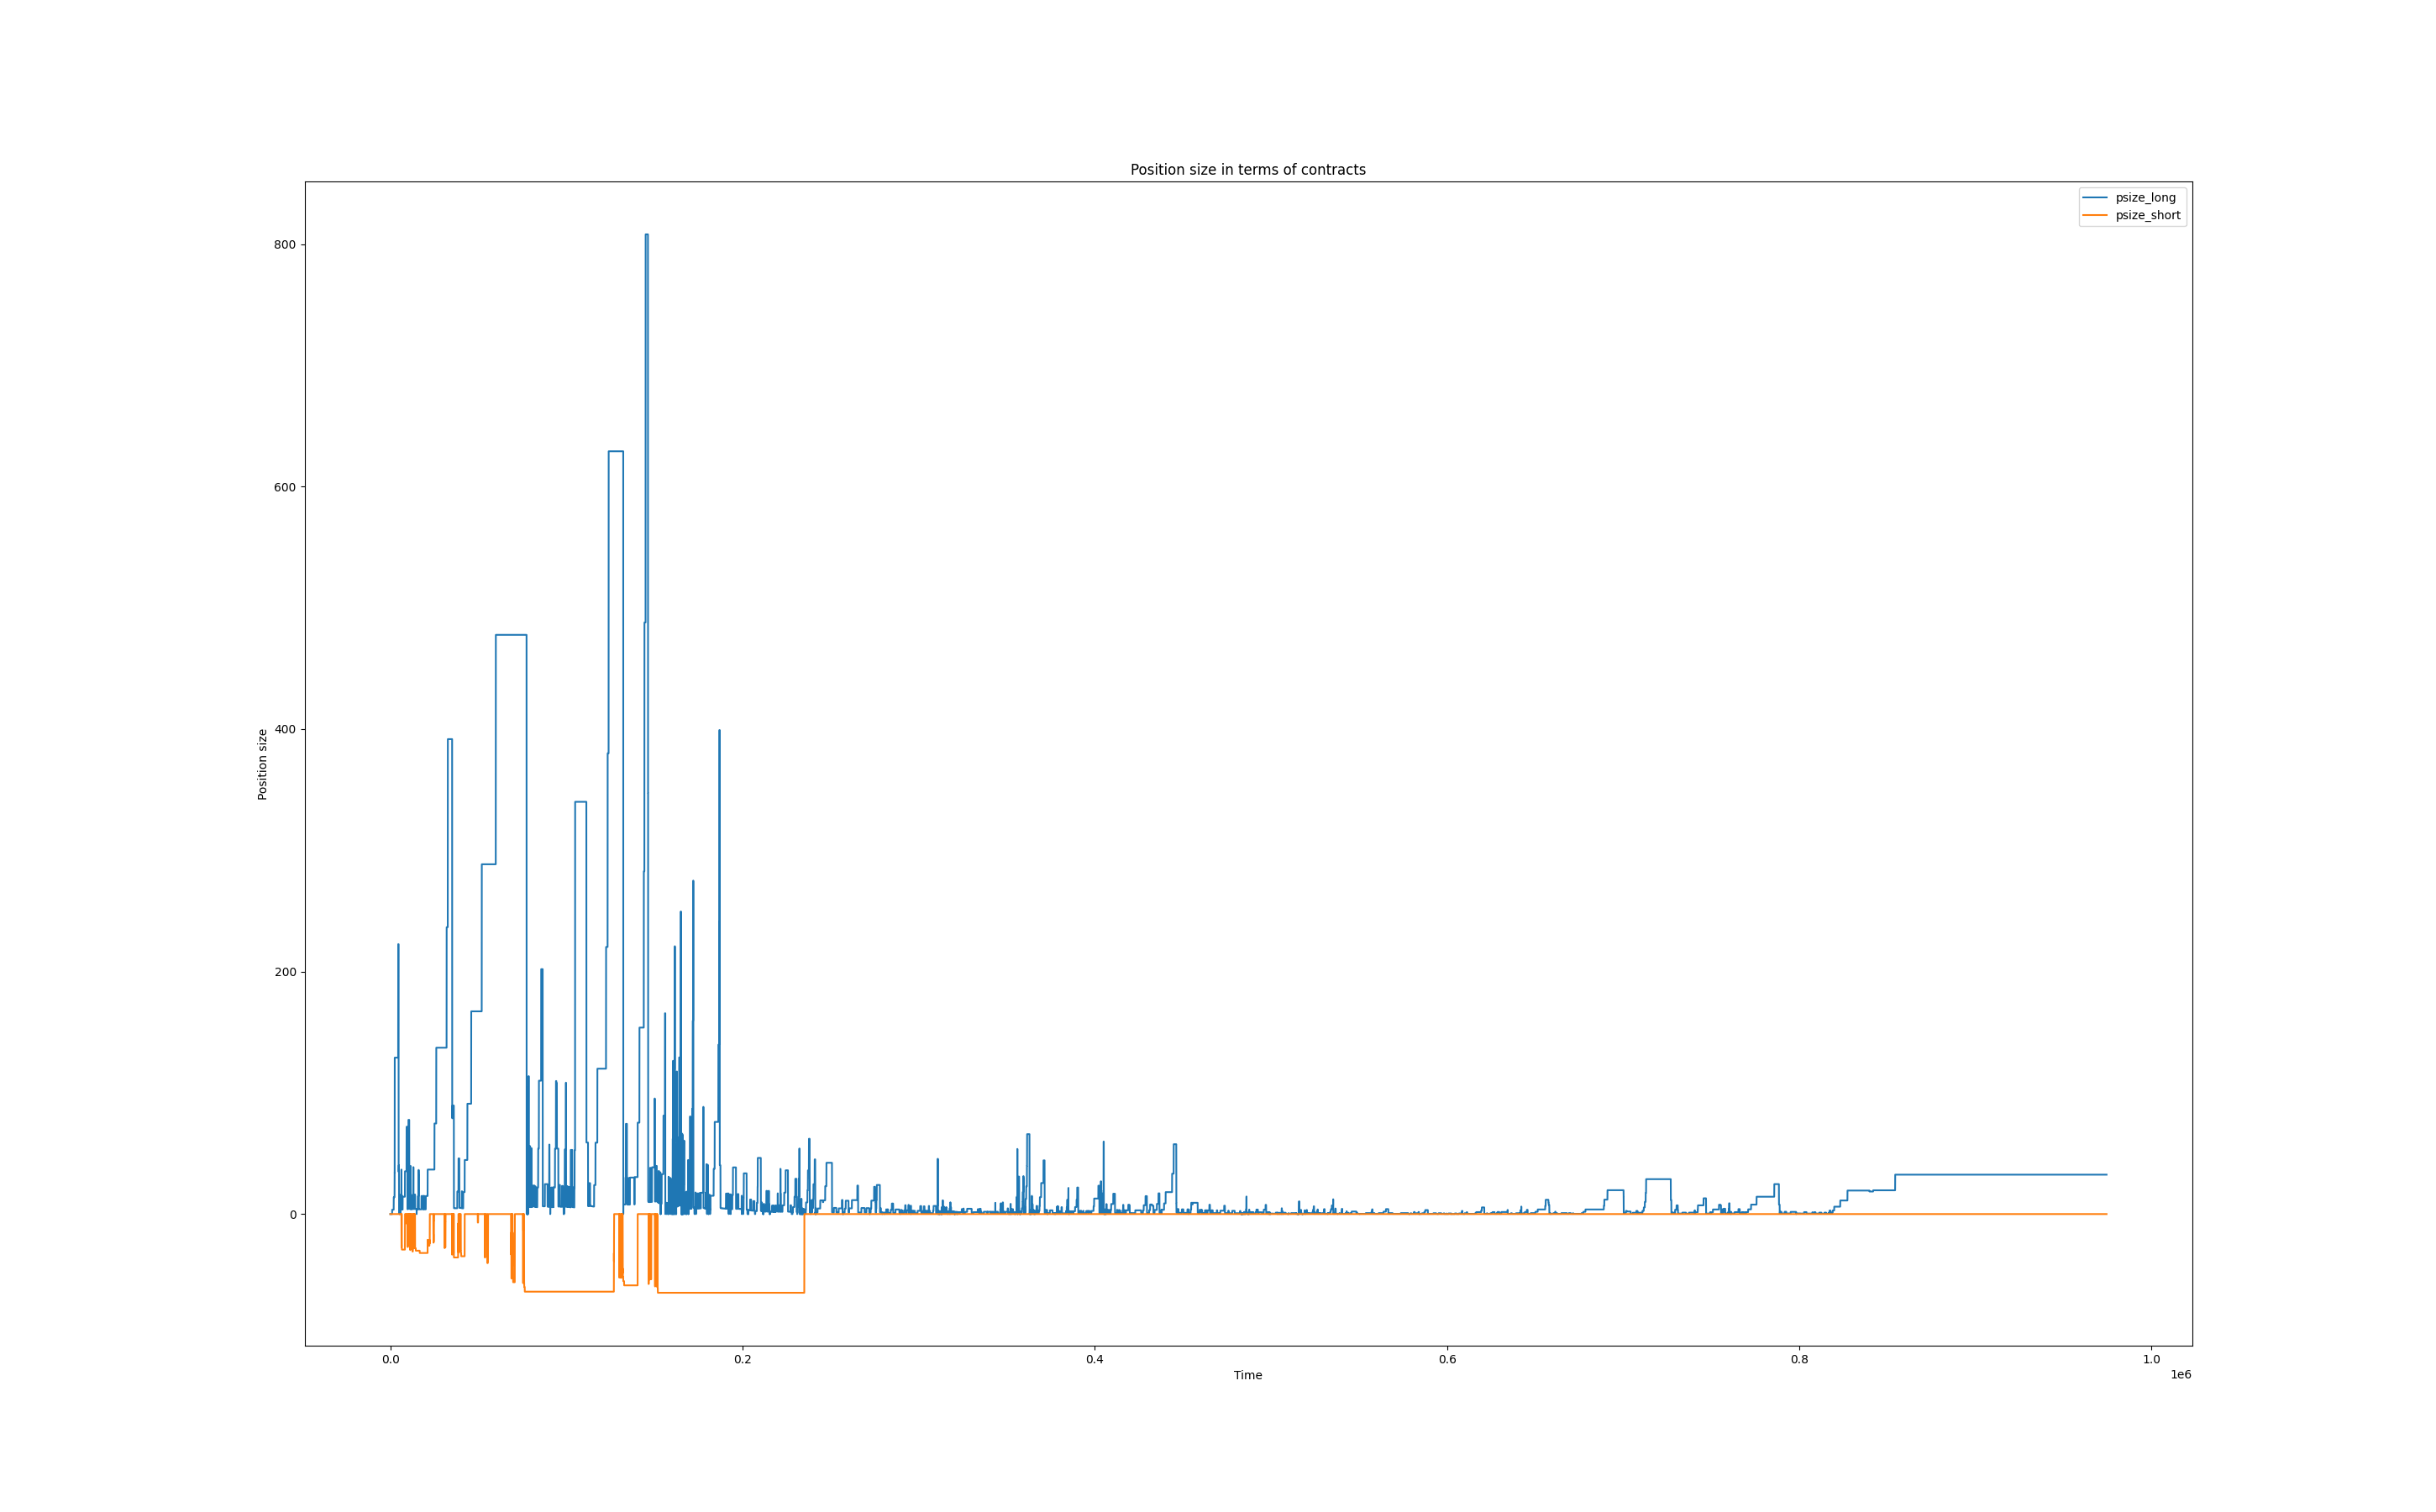 Position size in terms of contracts
psize_long
psize_short
800
600
400
200
0
Position size
0.0
0.2
0.4
0.6
0.8
1.0
Time
1e6